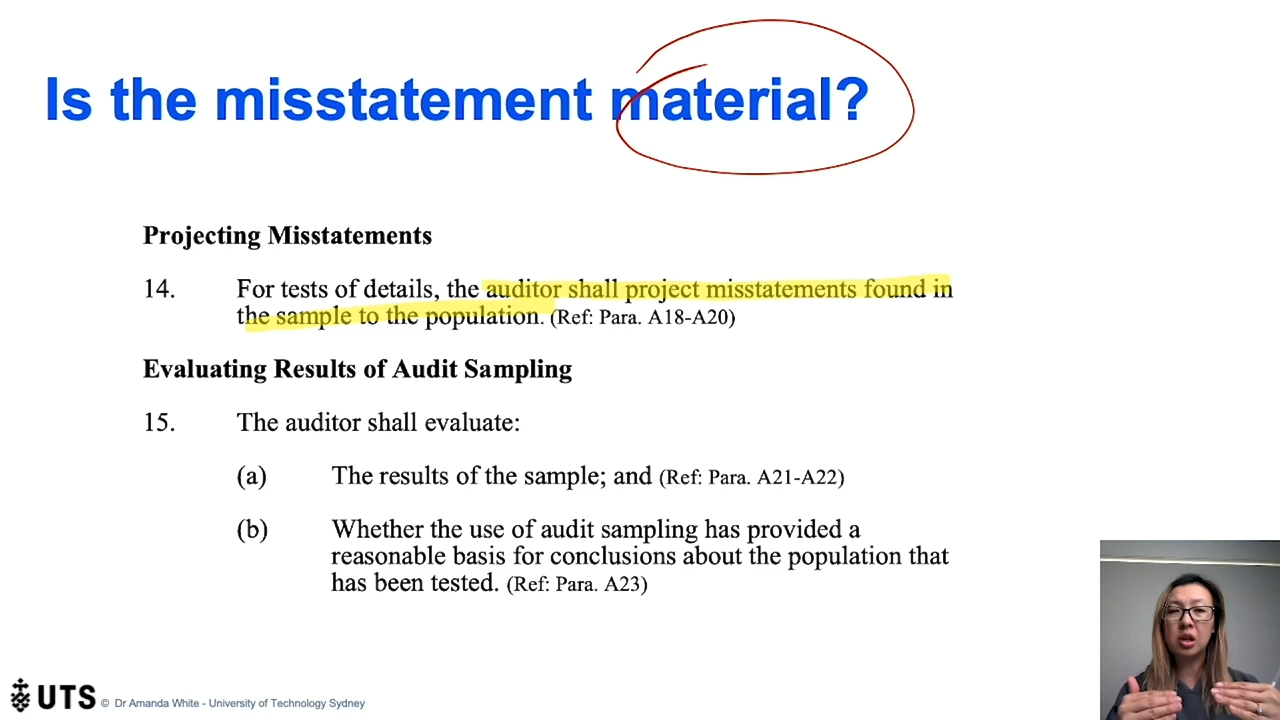 Is the misstatement material?
Projecting Misstatements
14. For tests of details, the auditor shall project misstatements found in
the sample to the population. (Ref: Para. A18-A20)
Evaluating Results of Audit Sampling
15. The auditor shall evaluate:
(a) The results of the sample; and (Ref: Para. A21-A22)
(b) Whether the use of audit sampling has provided a
reasonable basis for conclusions about the population that
has been tested. (Ref: Para. A23)
UTS © Dr Amanda White - University of Technology Sydney